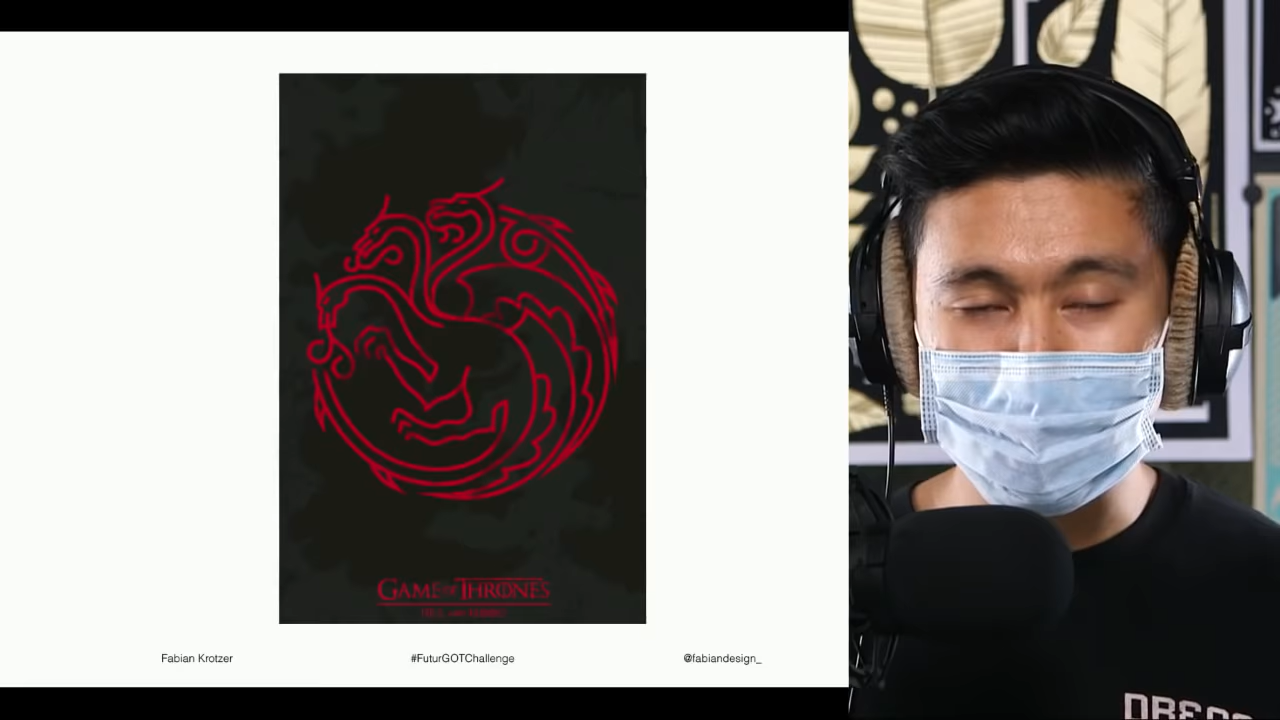 GAME OF THRONES
Fabian Krotzer
#FuturGOTChallenge
@fabiandesign_